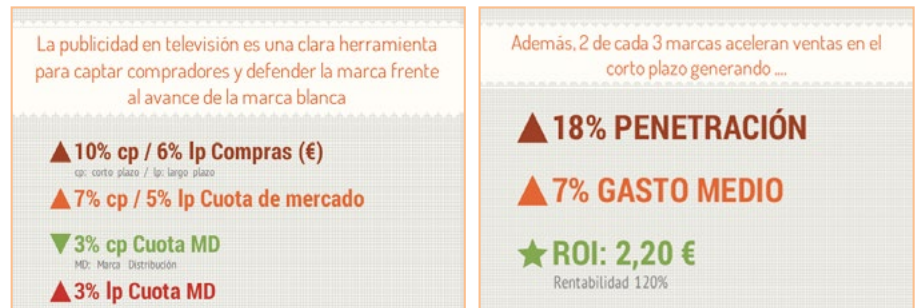 La publicidad en televisión es una clara herramienta
para captar compradores y defender la marca frente
al avance de la marca blanca
10% cp / 6% lp Compras (€)
cp: corto plazo / lp: largo plazo
7% cp / 5% lp Cuota de mercado
3% cp Cuota MD
MD: Marca Distribución
3% lp Cuota MD
Además, 2 de cada 3 marcas aceleran ventas en el
corto plazo generando ....
18% PENETRACIÓN
7% GASTO MEDIO
ROI: 2,20 €
Rentabilidad 120%